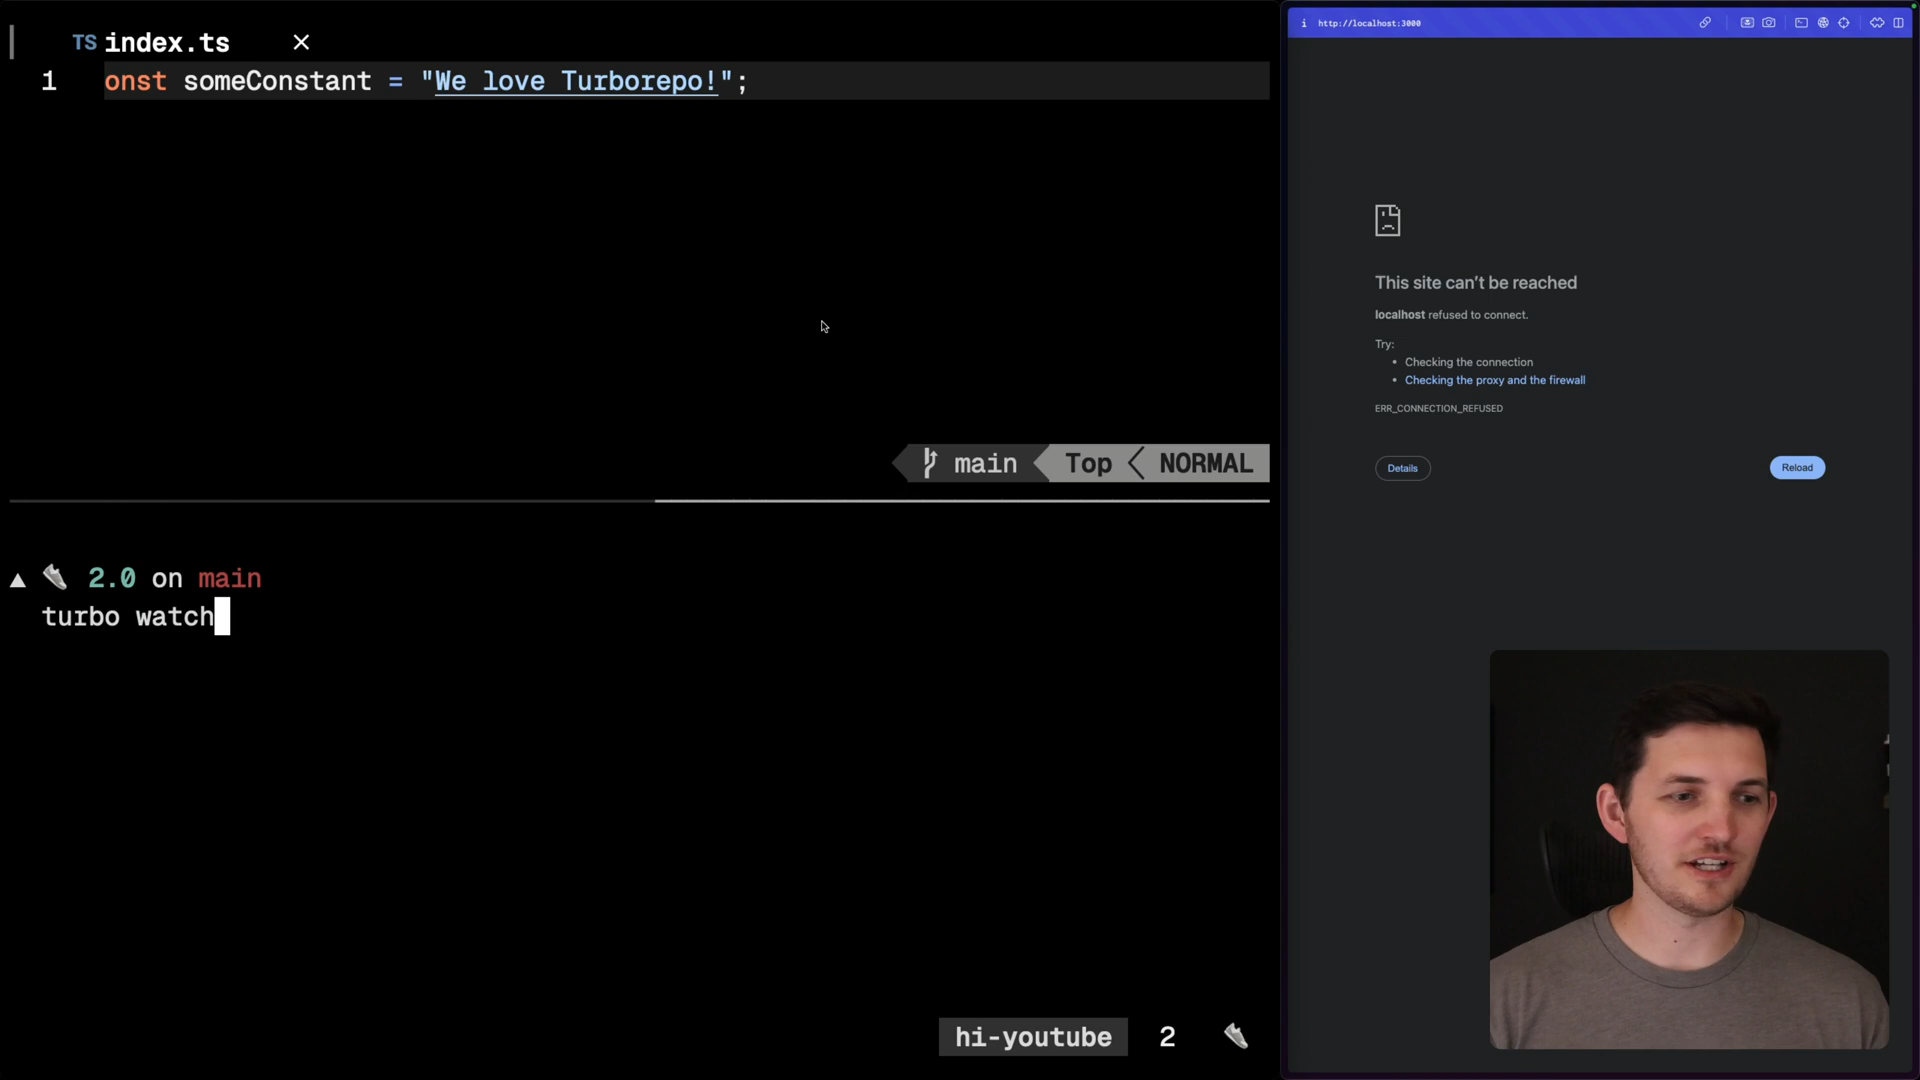 TS index.ts ×
1 onst someConstant = "We love Turborepo!";
main Top NORMAL
▲ 2.0 on main
turbo watch
hi-youtube 2
http://localhost:3000
This site can't be reached
localhost refused to connect.
Try:
• Checking the connection
• Checking the proxy and the firewall
ERR_CONNECTION_REFUSED
Details Reload